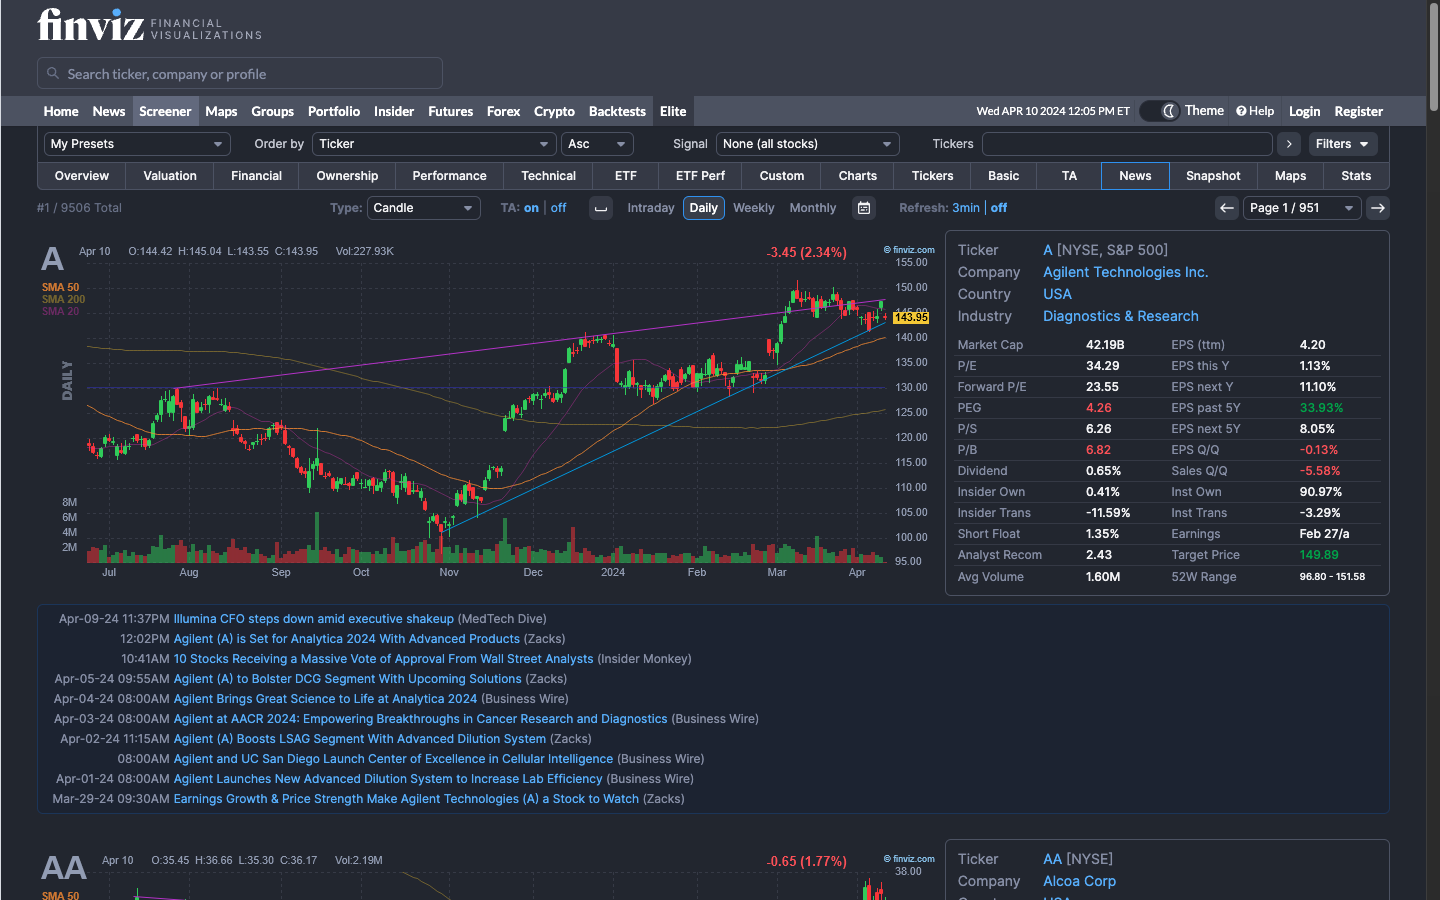 finviz FINANCIAL VISUALIZATIONS
Search ticker, company or profile
Home News Screener Maps Groups Portfolio Insider Futures Forex Crypto Backtests Elite Wed APR 10 2024 12:05 PM ET Theme Help Login Register
My Presets Order by Ticker Asc Signal None (all stocks) Tickers > Filters
Overview Valuation Financial Ownership Performance Technical ETF ETF Perf Custom Charts Tickers Basic TA News Snapshot Maps Stats
#1 / 9506 Total Type: Candle TA: on | off Intraday Daily Weekly Monthly Refresh: 3min | off Page 1 / 951
A Apr 10 O:144.42 H:145.04 L:143.55 C:143.95 Vol:227.93K -3.45 (2.34%) © finviz.com
SMA 50
SMA 200
SMA 20
DAILY
155.00
150.00
145.00
143.95
140.00
135.00
130.00
125.00
120.00
115.00
110.00
105.00
100.00
95.00
8M
6M
4M
2M
Jul Aug Sep Oct Nov Dec 2024 Feb Mar Apr
Ticker A [NYSE, S&P 500]
Company Agilent Technologies Inc.
Country USA
Industry Diagnostics & Research
Market Cap 42.19B EPS (ttm) 4.20
P/E 34.29 EPS this Y 1.13%
Forward P/E 23.55 EPS next Y 11.10%
PEG 4.26 EPS past 5Y 33.93%
P/S 6.26 EPS next 5Y 8.05%
P/B 6.82 EPS Q/Q -0.13%
Dividend 0.65% Sales Q/Q -5.58%
Insider Own 0.41% Inst Own 90.97%
Insider Trans -11.59% Inst Trans -3.29%
Short Float 1.35% Earnings Feb 27/a
Analyst Recom 2.43 Target Price 149.89
Avg Volume 1.60M 52W Range 96.80 - 151.58
Apr-09-24 11:37PM Illumina CFO steps down amid executive shakeup (MedTech Dive)
12:02PM Agilent (A) is Set for Analytica 2024 With Advanced Products (Zacks)
10:41AM 10 Stocks Receiving a Massive Vote of Approval From Wall Street Analysts (Insider Monkey)
Apr-05-24 09:55AM Agilent (A) to Bolster DCG Segment With Upcoming Solutions (Zacks)
Apr-04-24 08:00AM Agilent Brings Great Science to Life at Analytica 2024 (Business Wire)
Apr-03-24 08:00AM Agilent at AACR 2024: Empowering Breakthroughs in Cancer Research and Diagnostics (Business Wire)
Apr-02-24 11:15AM Agilent (A) Boosts LSAG Segment With Advanced Dilution System (Zacks)
08:00AM Agilent and UC San Diego Launch Center of Excellence in Cellular Intelligence (Business Wire)
Apr-01-24 08:00AM Agilent Launches New Advanced Dilution System to Increase Lab Efficiency (Business Wire)
Mar-29-24 09:30AM Earnings Growth & Price Strength Make Agilent Technologies (A) a Stock to Watch (Zacks)
AA Apr 10 O:35.45 H:36.66 L:35.30 C:36.17 Vol:2.19M -0.65 (1.77%) © finviz.com
SMA 50
38.00
Ticker AA [NYSE]
Company Alcoa Corp